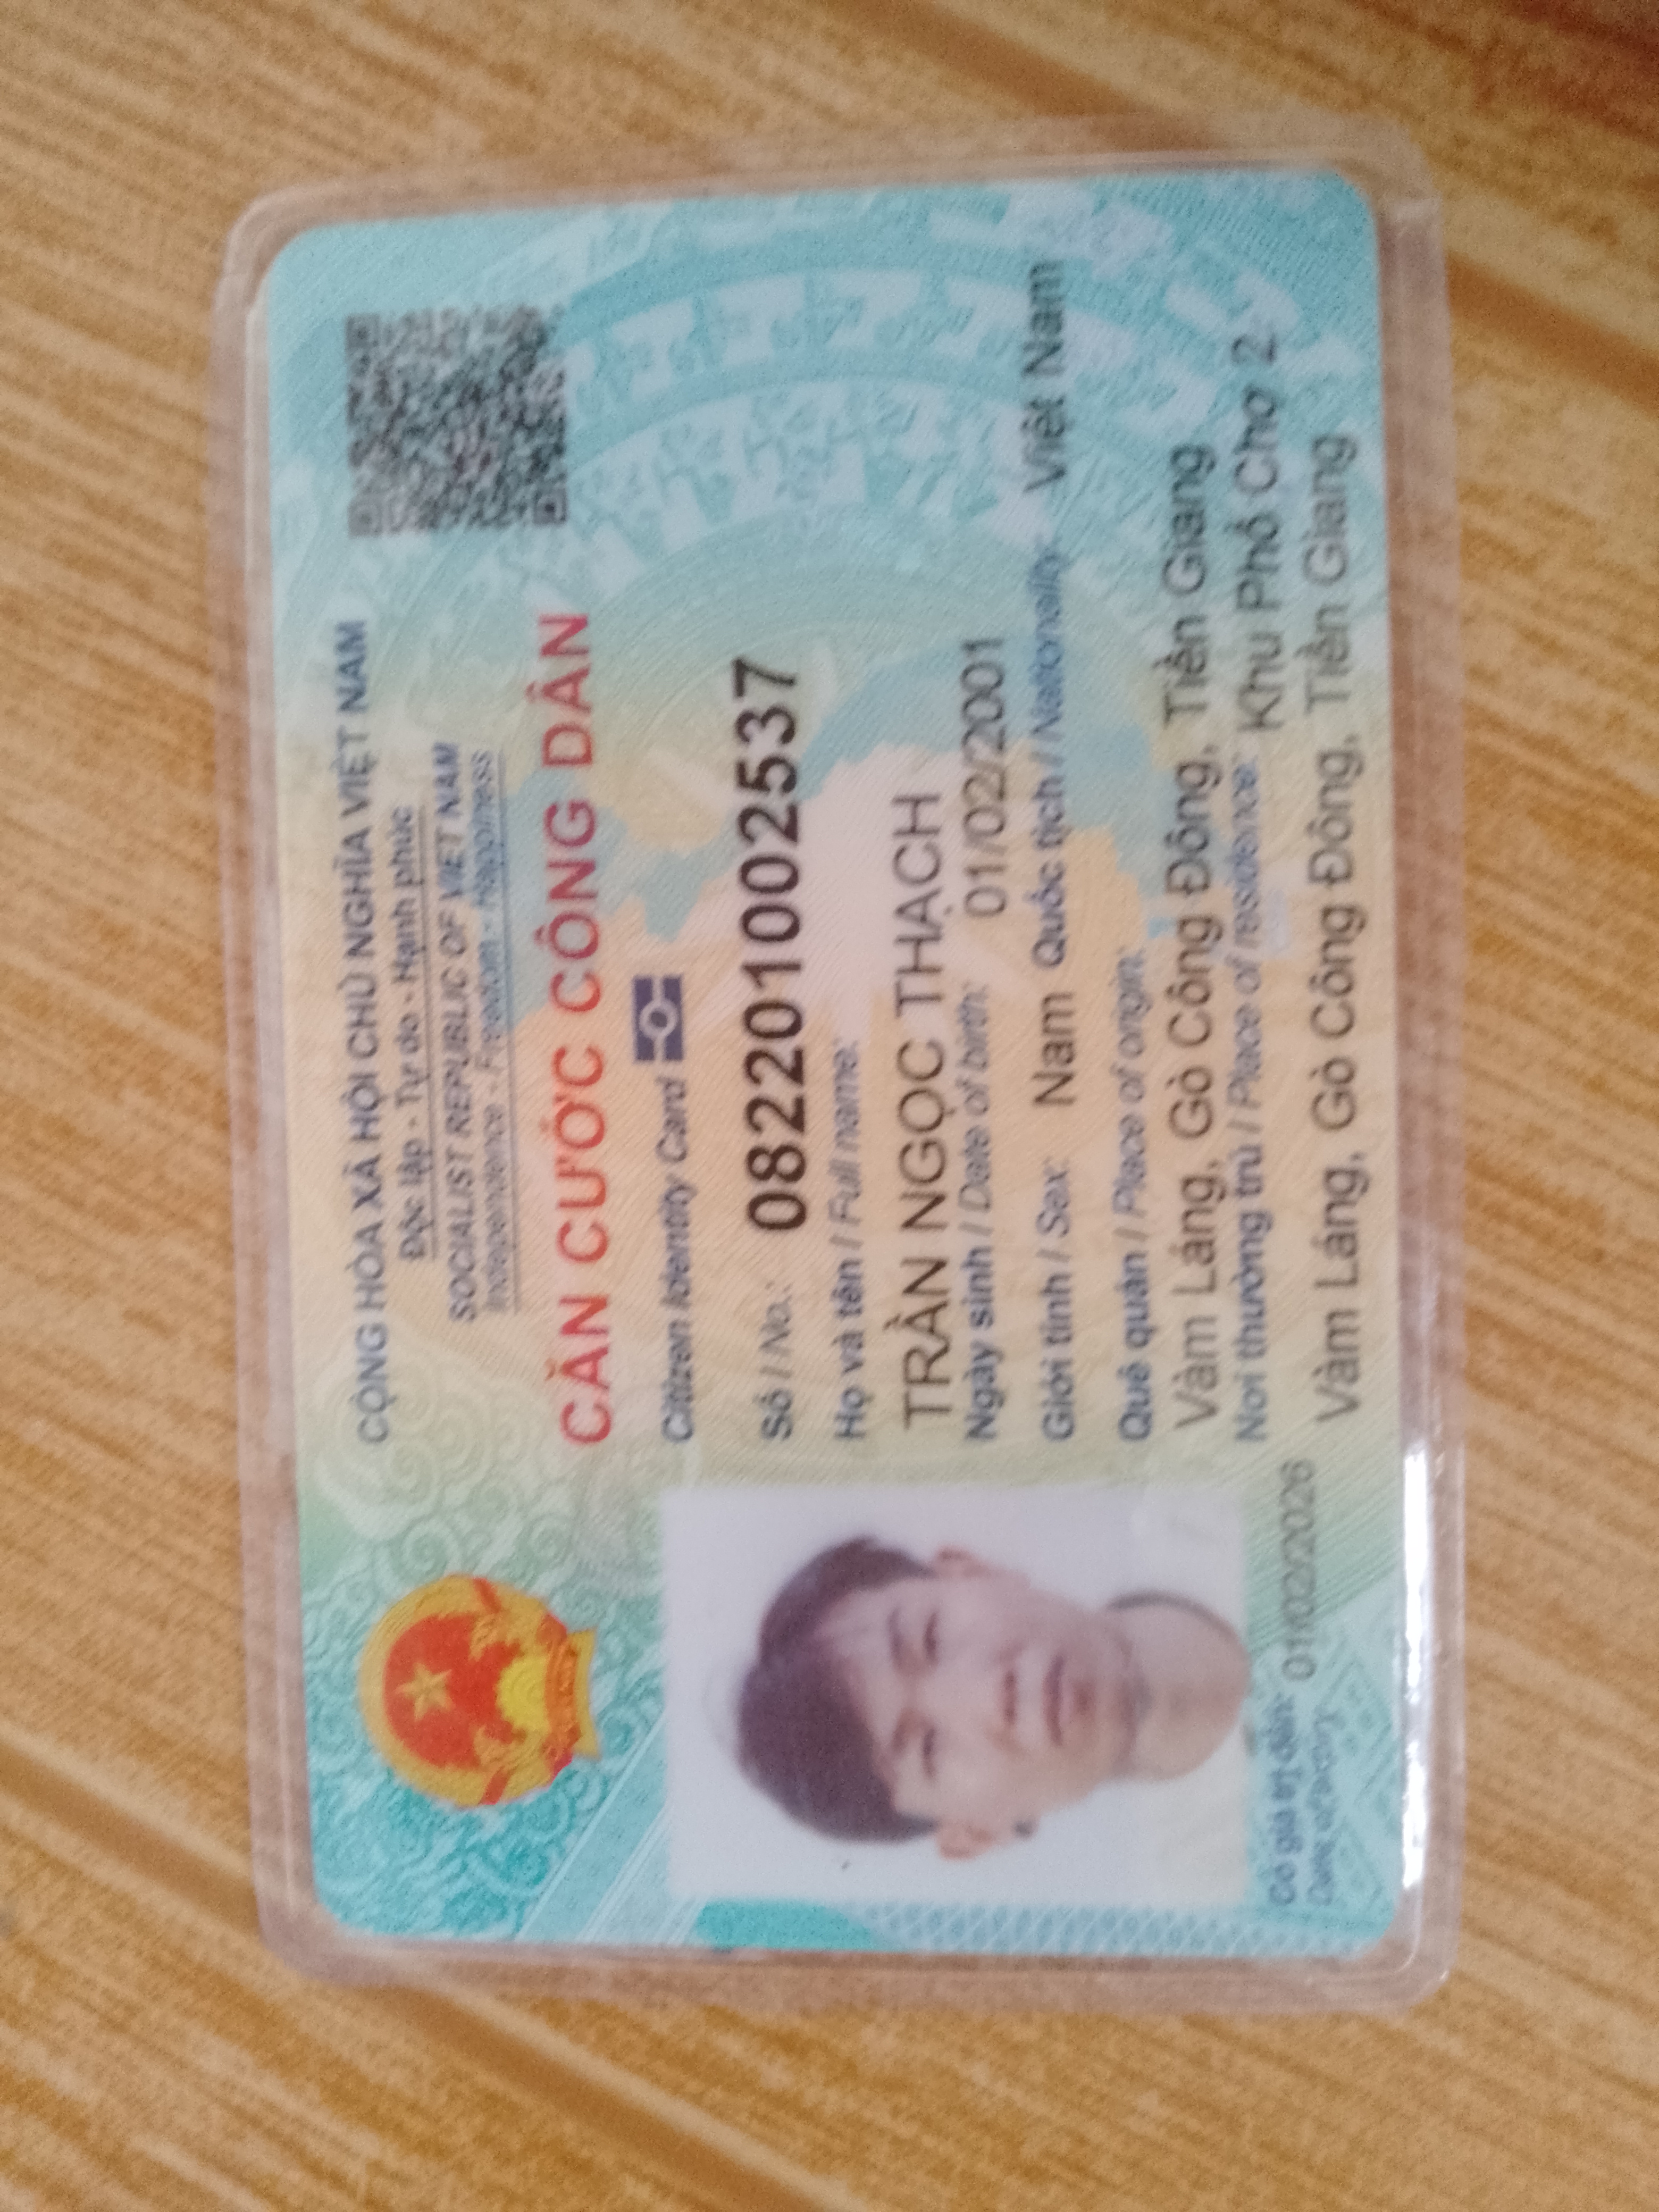 CỘNG HÒA XÃ HỘI CHỦ NGHĨA VIỆT NAM
Độc lập - Tự do - Hạnh phúc
SOCIALIST REPUBLIC OF VIET NAM
Independence - Freedom - Happiness
CĂN CƯỚC CÔNG DÂN
Citizen Identity Card
Số / No.: 082201002537
Họ và tên / Full name:
TRẦN NGỌC THẠCH
Ngày sinh / Date of birth: 01/02/2001
Giới tính / Sex: Nam Quốc tịch / Nationality: Việt Nam
Quê quán / Place of origin:
Vàm Láng, Gò Công Đông, Tiền Giang
Nơi thường trú / Place of residence: Khu Phố Chợ 2
Vàm Láng, Gò Công Đông, Tiền Giang
Có giá trị đến: 01/02/2026
Date of expiry